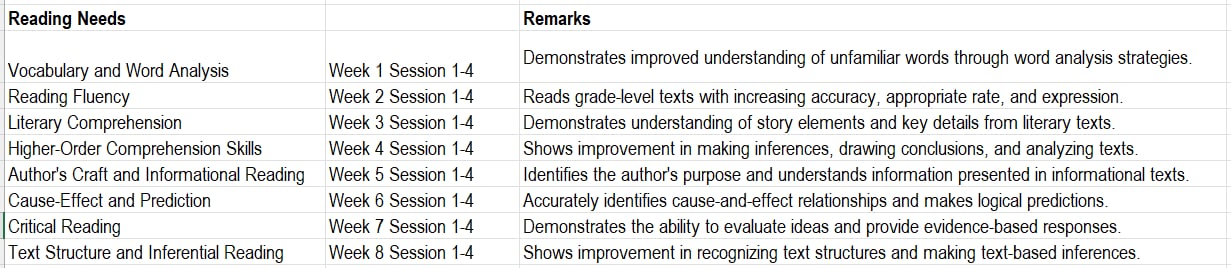 Reading Needs Remarks
Vocabulary and Word Analysis Week 1 Session 1-4 Demonstrates improved understanding of unfamiliar words through word analysis strategies.
Reading Fluency Week 2 Session 1-4 Reads grade-level texts with increasing accuracy, appropriate rate, and expression.
Literary Comprehension Week 3 Session 1-4 Demonstrates understanding of story elements and key details from literary texts.
Higher-Order Comprehension Skills Week 4 Session 1-4 Shows improvement in making inferences, drawing conclusions, and analyzing texts.
Author's Craft and Informational Reading Week 5 Session 1-4 Identifies the author's purpose and understands information presented in informational texts.
Cause-Effect and Prediction Week 6 Session 1-4 Accurately identifies cause-and-effect relationships and makes logical predictions.
Critical Reading Week 7 Session 1-4 Demonstrates the ability to evaluate ideas and provide evidence-based responses.
Text Structure and Inferential Reading Week 8 Session 1-4 Shows improvement in recognizing text structures and making text-based inferences.